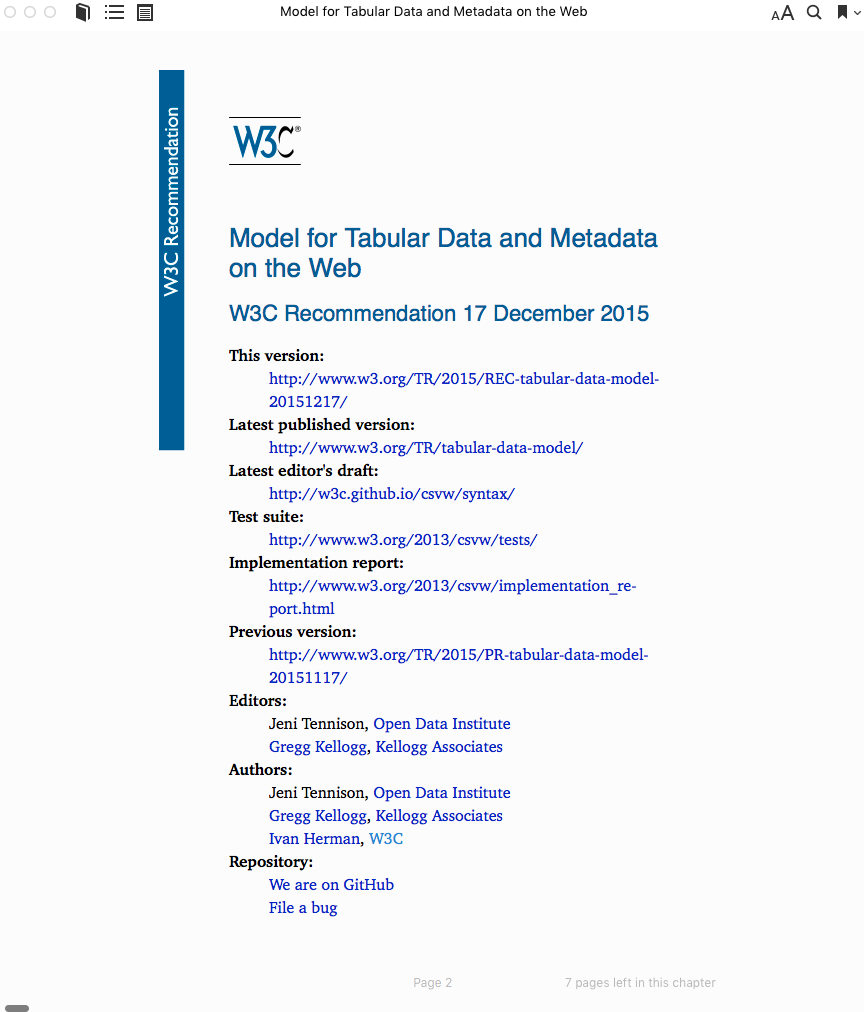 Model for Tabular Data and Metadata on the Web
AA
W3C Recommendation
W3C®
Model for Tabular Data and Metadata
on the Web
W3C Recommendation 17 December 2015
This version:
http://www.w3.org/TR/2015/REC-tabular-data-model-
20151217/
Latest published version:
http://www.w3.org/TR/tabular-data-model/
Latest editor's draft:
http://w3c.github.io/csvw/syntax/
Test suite:
http://www.w3.org/2013/csvw/tests/
Implementation report:
http://www.w3.org/2013/csvw/implementation_re-
port.html
Previous version:
http://www.w3.org/TR/2015/PR-tabular-data-model-
20151117/
Editors:
Jeni Tennison, Open Data Institute
Gregg Kellogg, Kellogg Associates
Authors:
Jeni Tennison, Open Data Institute
Gregg Kellogg, Kellogg Associates
Ivan Herman, W3C
Repository:
We are on GitHub
File a bug
Page 2
7 pages left in this chapter